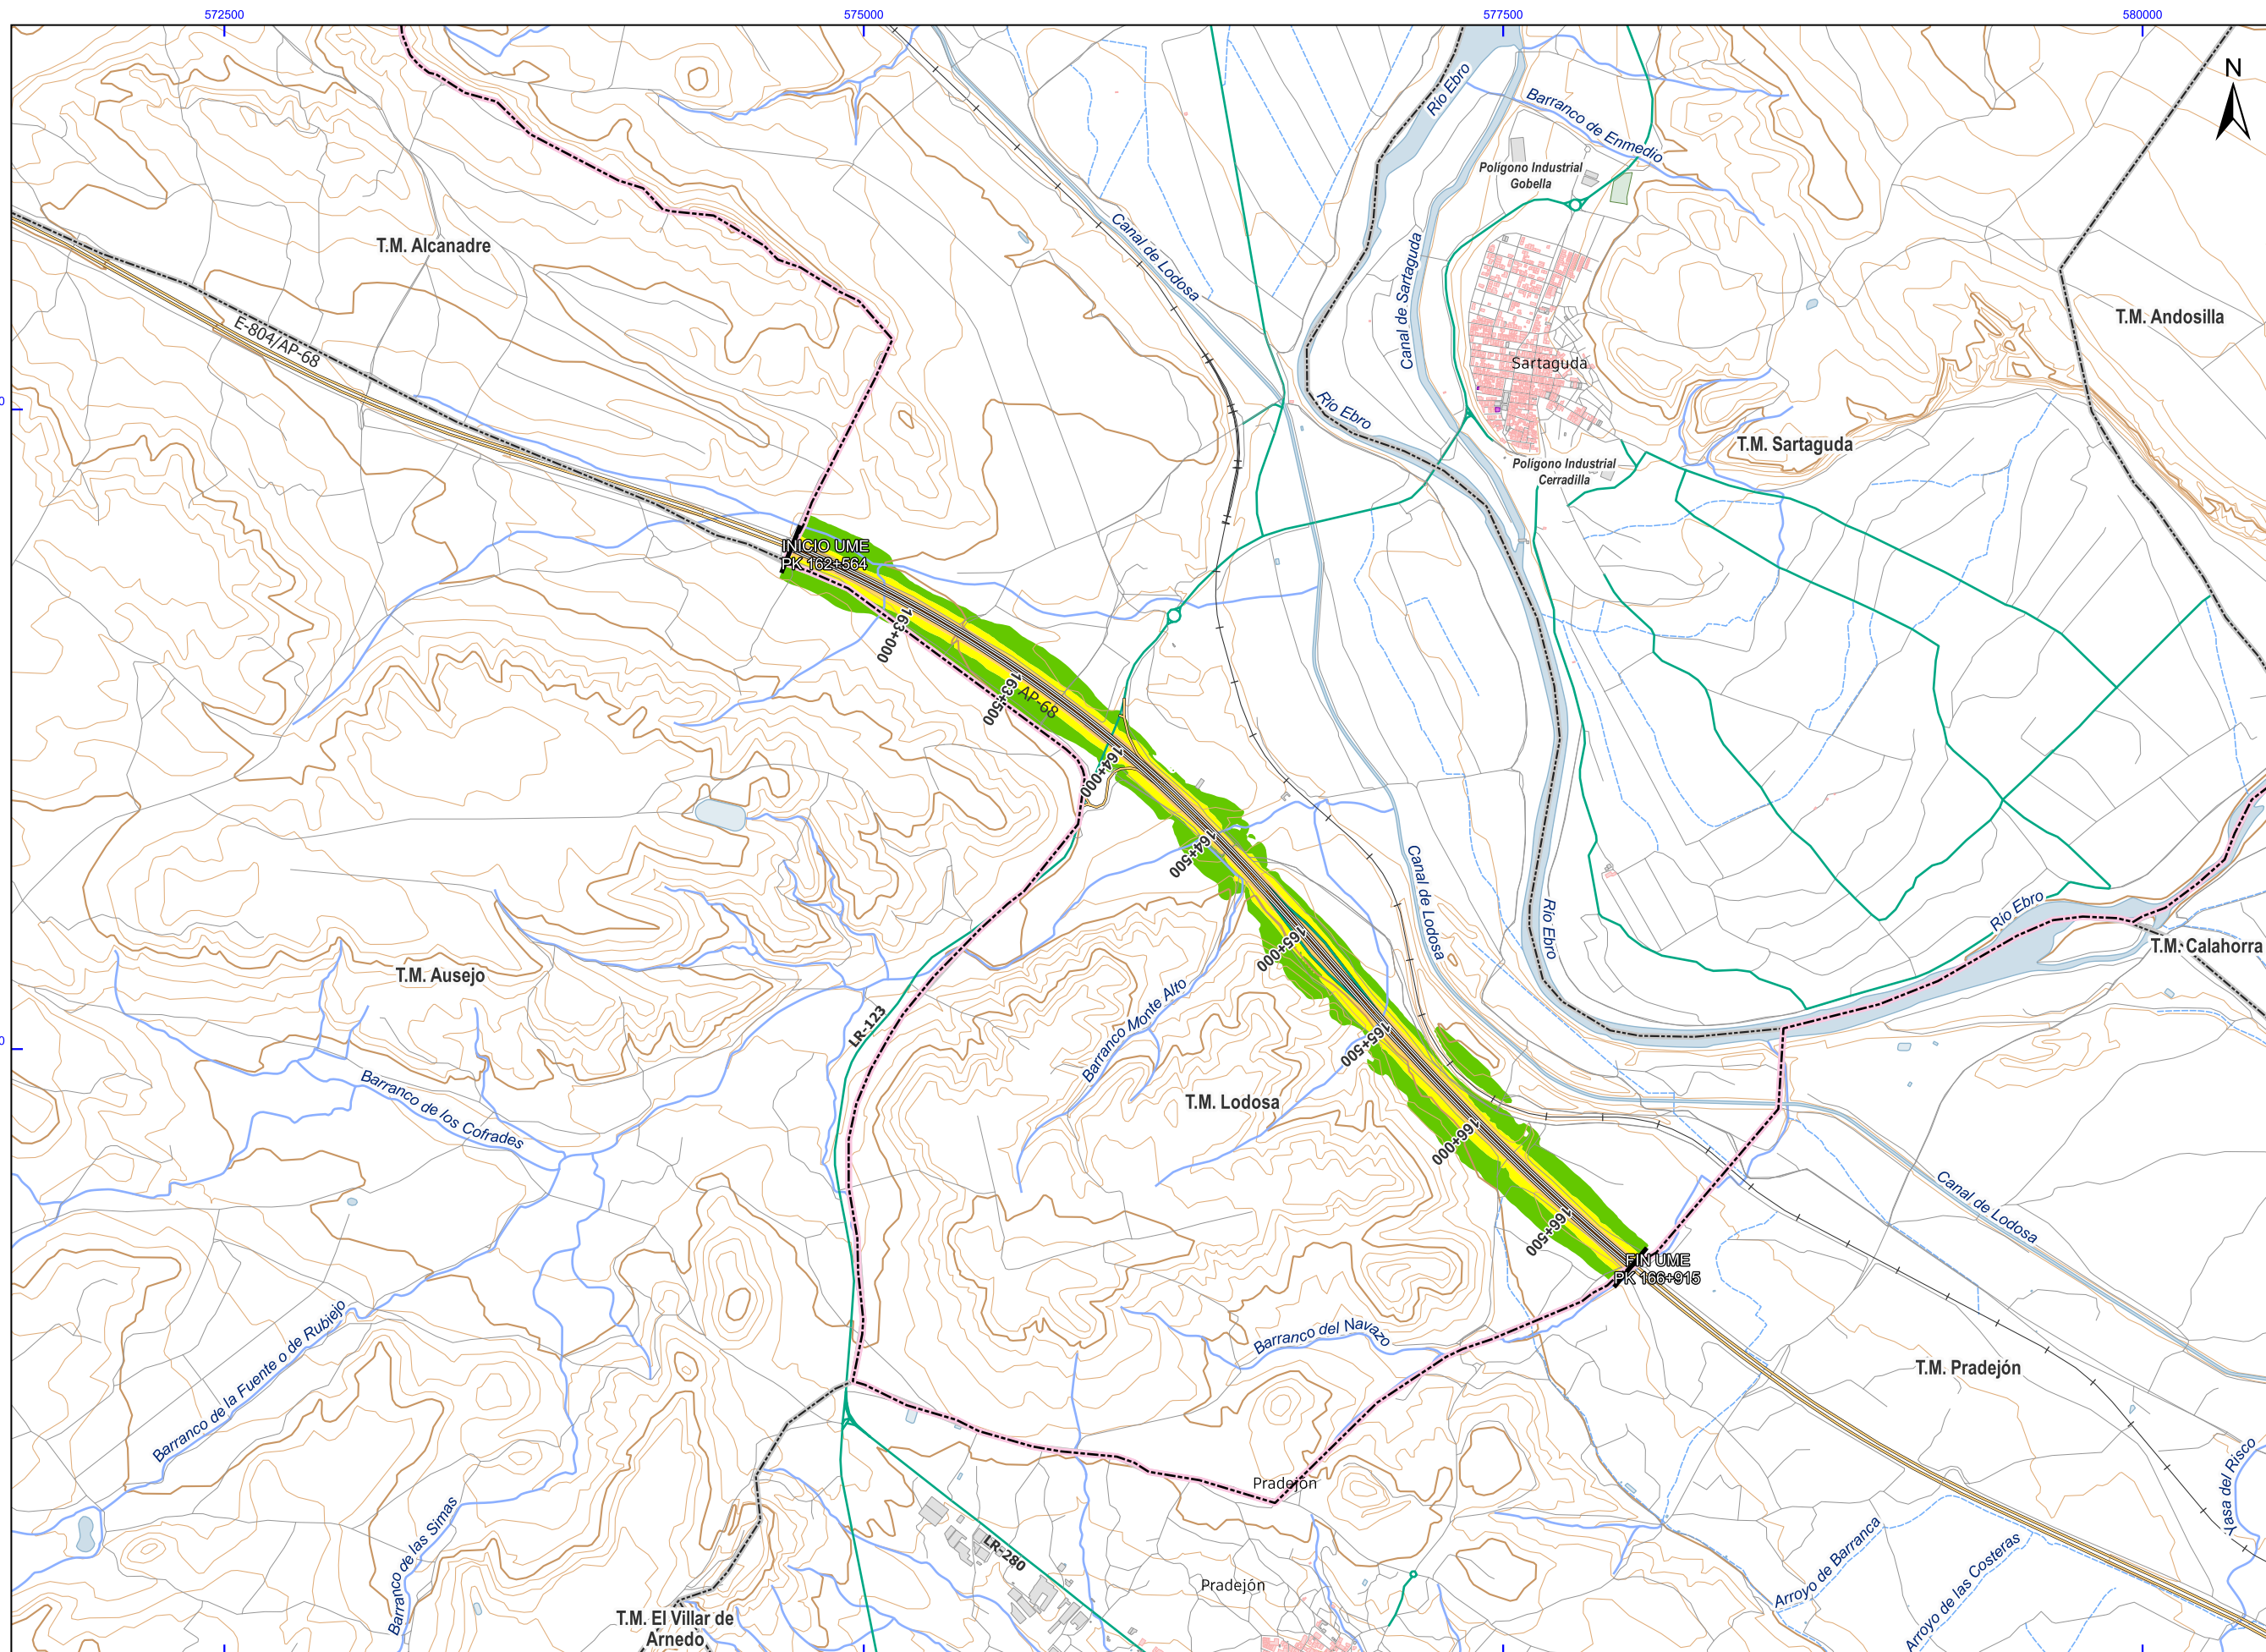 572500
575000
577500
580000
N
Río Ebro
Barranco de Enmedio
Polígono Industrial
Gobella
Canal de Lodosa
T.M. Alcanadre
Canal de Sartaguda
T.M. Andosilla
E-804/AP-68
Sartaguda
Río Ebro
T.M. Sartaguda
0
Polígono Industrial
Cerradilla
INICIO UME
PK 162+564
163+000
163+500
AP-68
164+000
164+500
Canal de Lodosa
Río Ebro
Río Ebro
165+000
T.M. Calahorra
T.M. Ausejo
LR-123
Barranco Monte Alto
165+500
0
T.M. Lodosa
Barranco de los Cofrades
166+000
Canal de Lodosa
166+500
FIN UME
PK 166+915
Barranco del Navazo
T.M. Pradejón
Barranco de la Fuente o de Rubiejo
Pradejón
Yasa del Risco
Barranco de las Simas
LR-280
Arroyo de Barranca
Arroyo de las Costeras
Pradejón
T.M. El Villar de
Arnedo